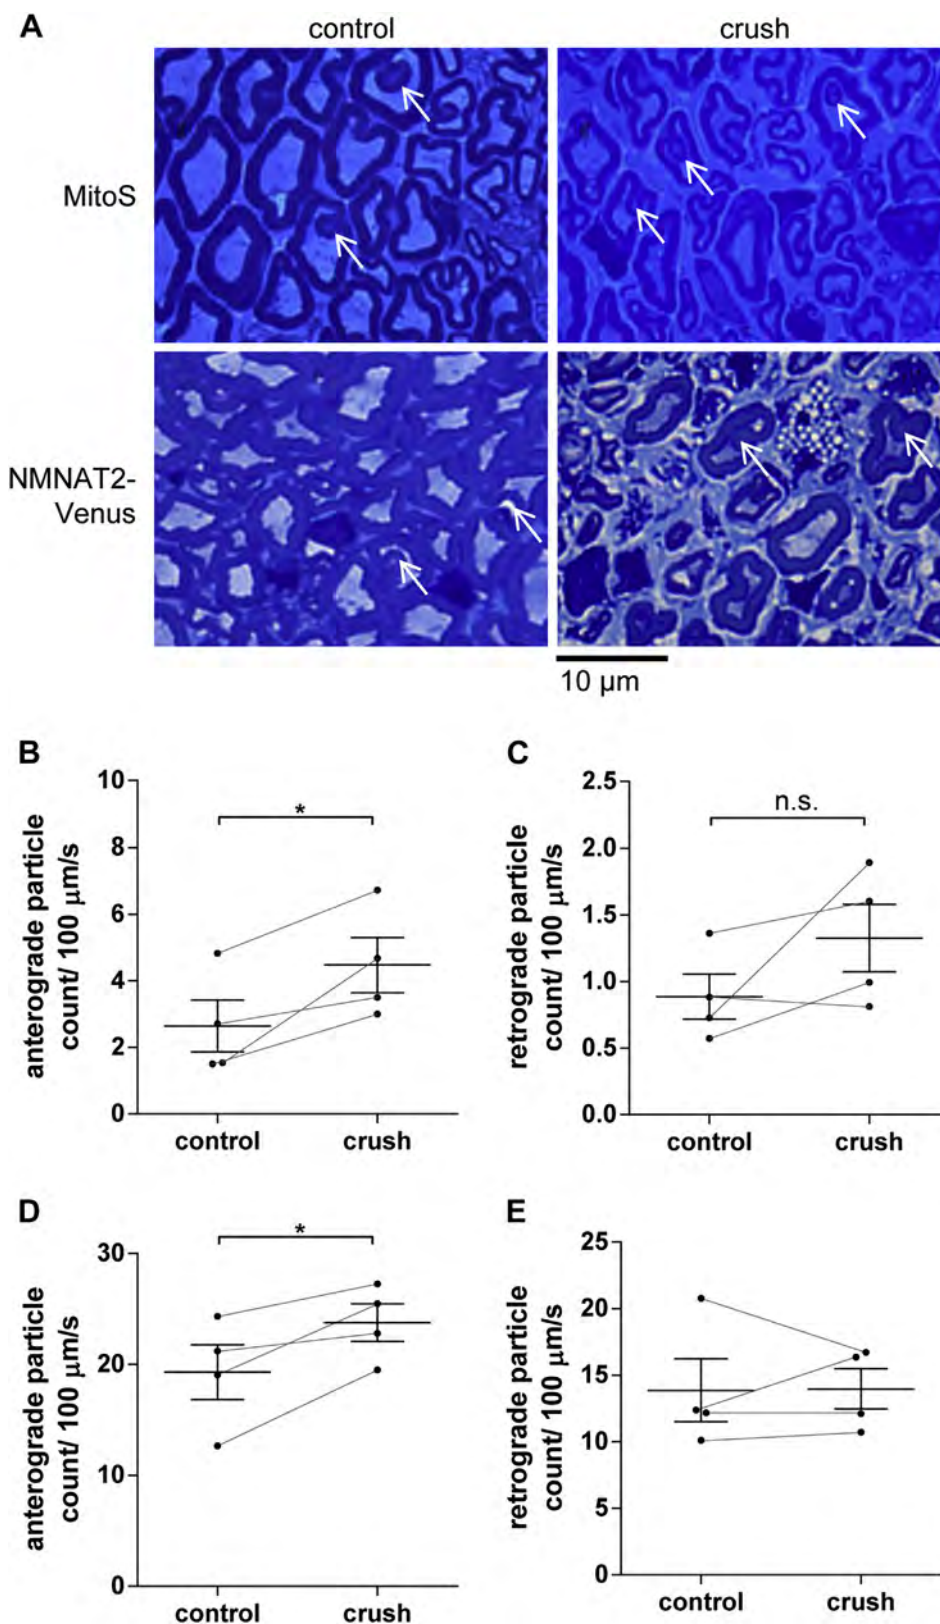 A
control crush
MitoS
NMNAT2-
Venus
10 µm
B
anterograde particle
count/ 100 µm/s
10
8
6
4
2
0
*
control crush
C
retrograde particle
count/ 100 µm/s
2.5
2.0
1.5
1.0
0.5
0.0
n.s.
control crush
D
anterograde particle
count/ 100 µm/s
30
20
10
0
*
control crush
E
retrograde particle
count/ 100 µm/s
25
20
15
10
5
0
control crush